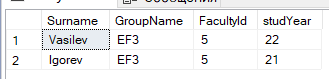 Surname GroupName FacultyId studYear
1 Vasilev EF3 5 22
2 Igorev EF3 5 21